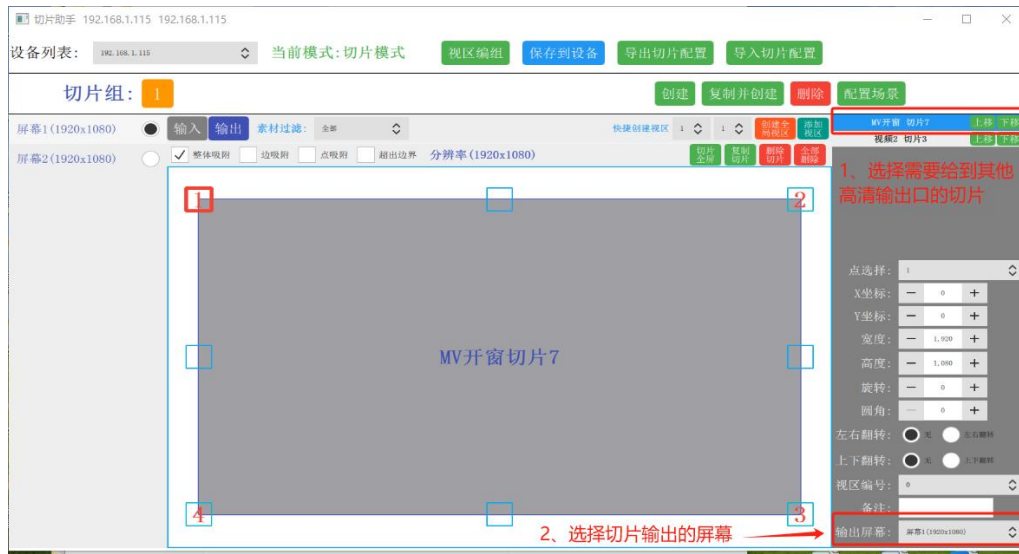 切片助手 192.168.1.115 192.168.1.115
设备列表: 192.168.1.115 当前模式:切片模式 视区编组 保存到设备 导出切片配置 导入切片配置
切片组: 1 创建 复制并创建 删除 配置场景
屏幕1(1920x1080) 输入 输出 素材过滤: 全部 快捷创建视区 1 1 创建全局视区 添加视区
屏幕2(1920x1080) 整体吸附 边吸附 点吸附 超出边界 分辨率(1920x1080) 切片全屏 复制切片 删除切片 全部删除
MV开窗 切片7 上移 下移
视频2 切片3 上移 下移
1、选择需要给到其他
高清输出口的切片
1 2
MV开窗切片7
4 3
点选择: 1
X坐标: 0
Y坐标: 0
宽度: 1,920
高度: 1,080
旋转: 0
圆角: 0
左右翻转: 无 左右翻转
上下翻转: 无 上下翻转
视区编号: 0
备注:
2、选择切片输出的屏幕
输出屏幕: 屏幕1(1920x1080)